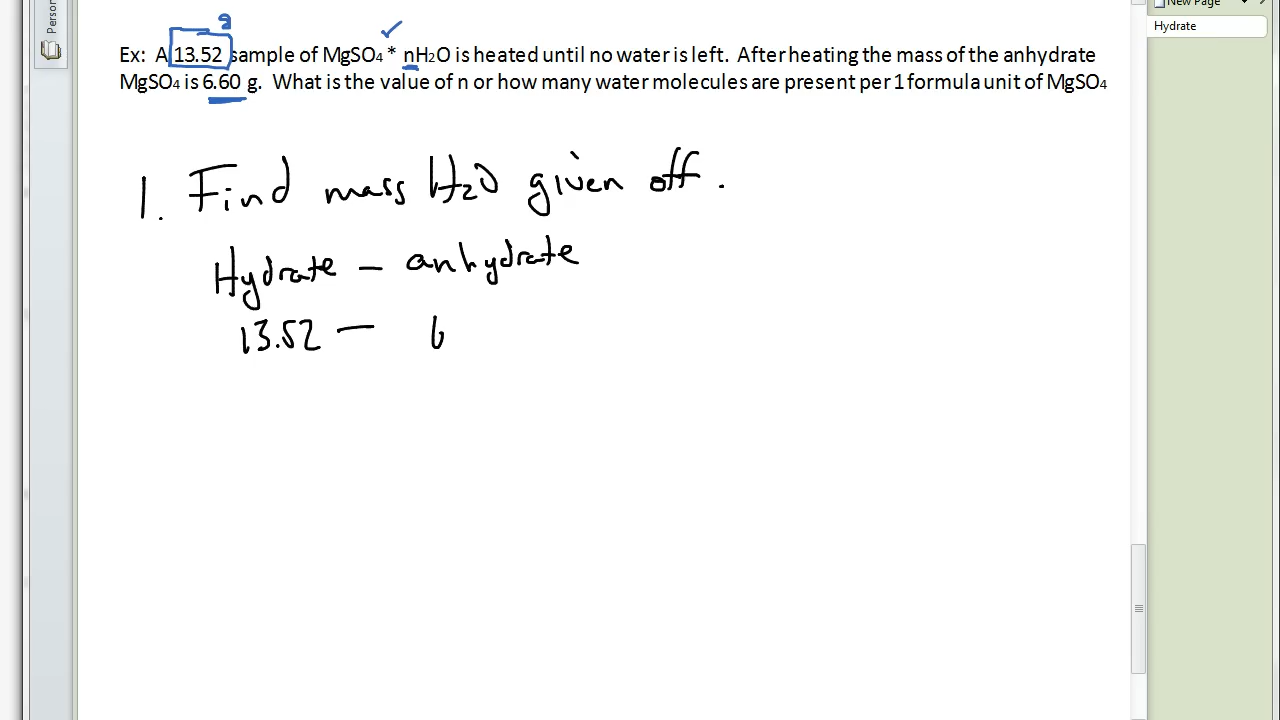 Person
New Page
Hydrate
g
Ex: A 13.52 sample of MgSO4 * nH2O is heated until no water is left. After heating the mass of the anhydrate
MgSO4 is 6.60 g. What is the value of n or how many water molecules are present per 1 formula unit of MgSO4
1. Find mass H2O given off.
Hydrate – anhydrate
13.52 – 6